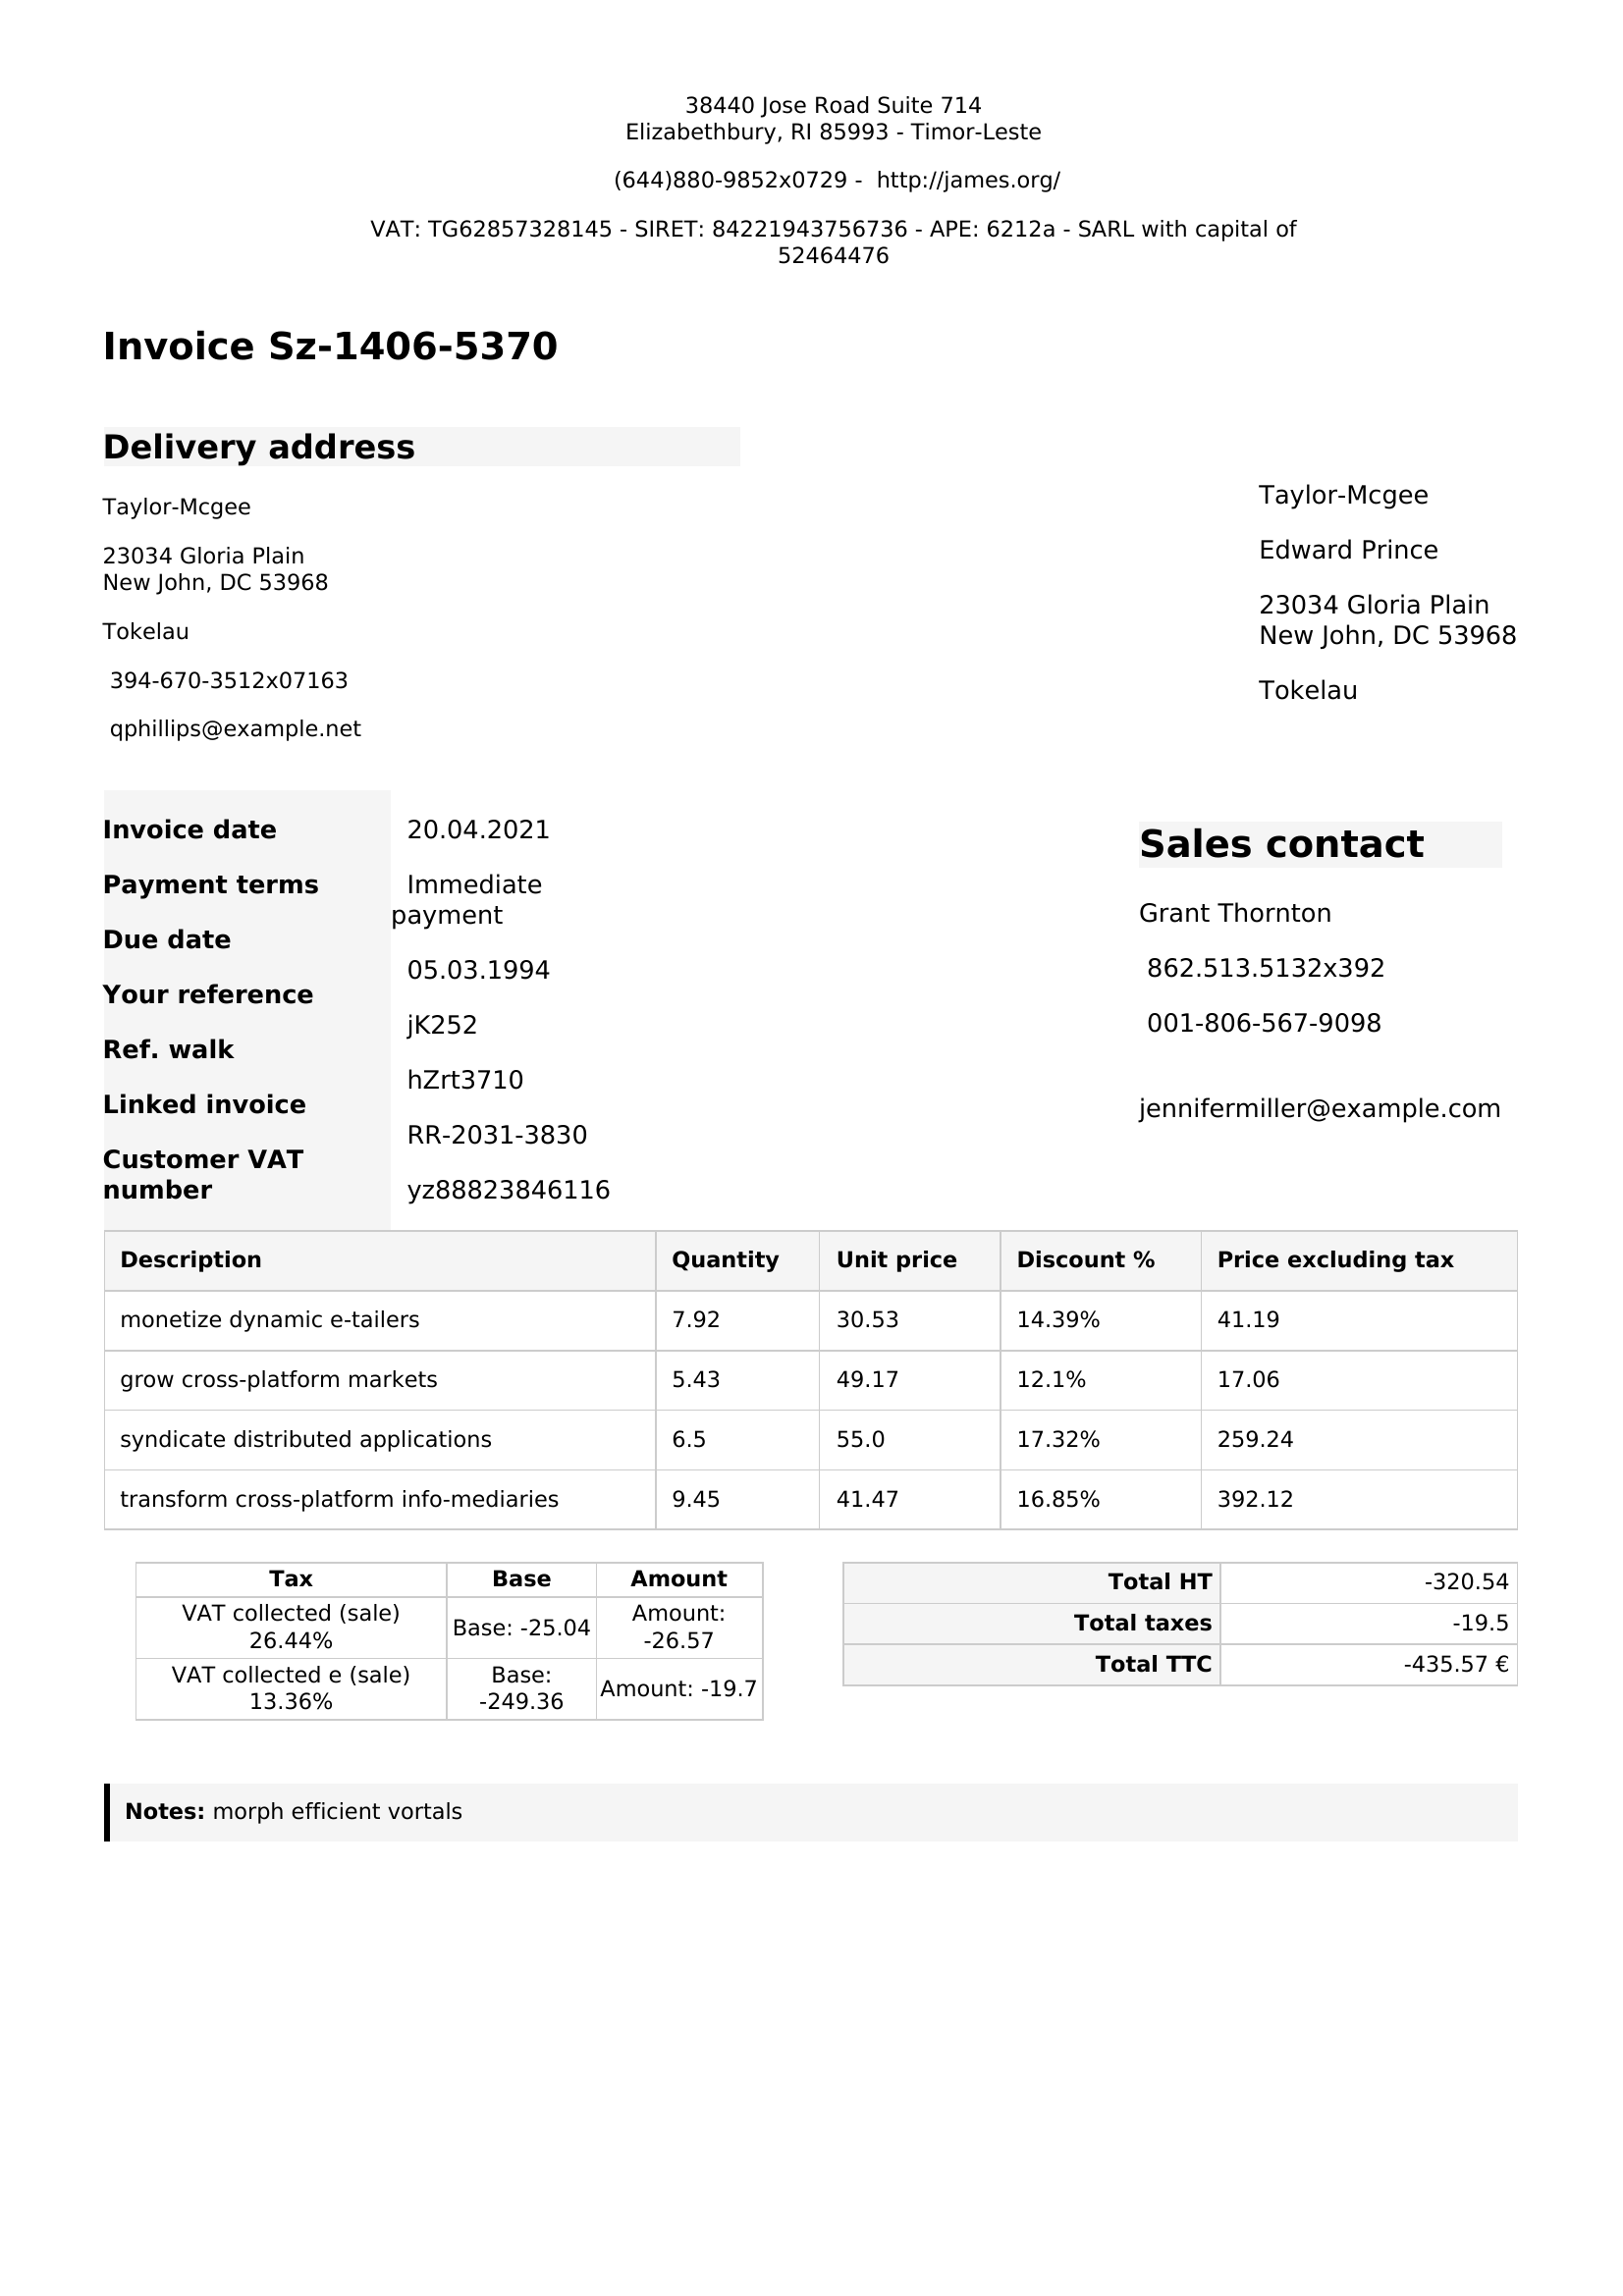 38440 Jose Road Suite 714
Elizabethbury, RI 85993 - Timor-Leste
(644)880-9852x0729 - http://james.org/
VAT: TG62857328145 - SIRET: 84221943756736 - APE: 6212a - SARL with capital of
52464476
Invoice Sz-1406-5370
Delivery address
Taylor-Mcgee
23034 Gloria Plain
New John, DC 53968
Tokelau
394-670-3512x07163
qphillips@example.net
Taylor-Mcgee
Edward Prince
23034 Gloria Plain
New John, DC 53968
Tokelau
Invoice date
Payment terms
Due date
Your reference
Ref. walk
Linked invoice
Customer VAT
number
20.04.2021
Immediate
payment
05.03.1994
jK252
hZrt3710
RR-2031-3830
yz88823846116
Sales contact
Grant Thornton
862.513.5132x392
001-806-567-9098
jennifermiller@example.com
Description Quantity Unit price Discount % Price excluding tax
monetize dynamic e-tailers 7.92 30.53 14.39% 41.19
grow cross-platform markets 5.43 49.17 12.1% 17.06
syndicate distributed applications 6.5 55.0 17.32% 259.24
transform cross-platform info-mediaries 9.45 41.47 16.85% 392.12
Tax Base Amount
VAT collected (sale)
26.44%
Base: -25.04
Amount:
-26.57
VAT collected e (sale)
13.36%
Base:
-249.36
Amount: -19.7
Total HT -320.54
Total taxes -19.5
Total TTC -435.57 €
Notes: morph efficient vortals